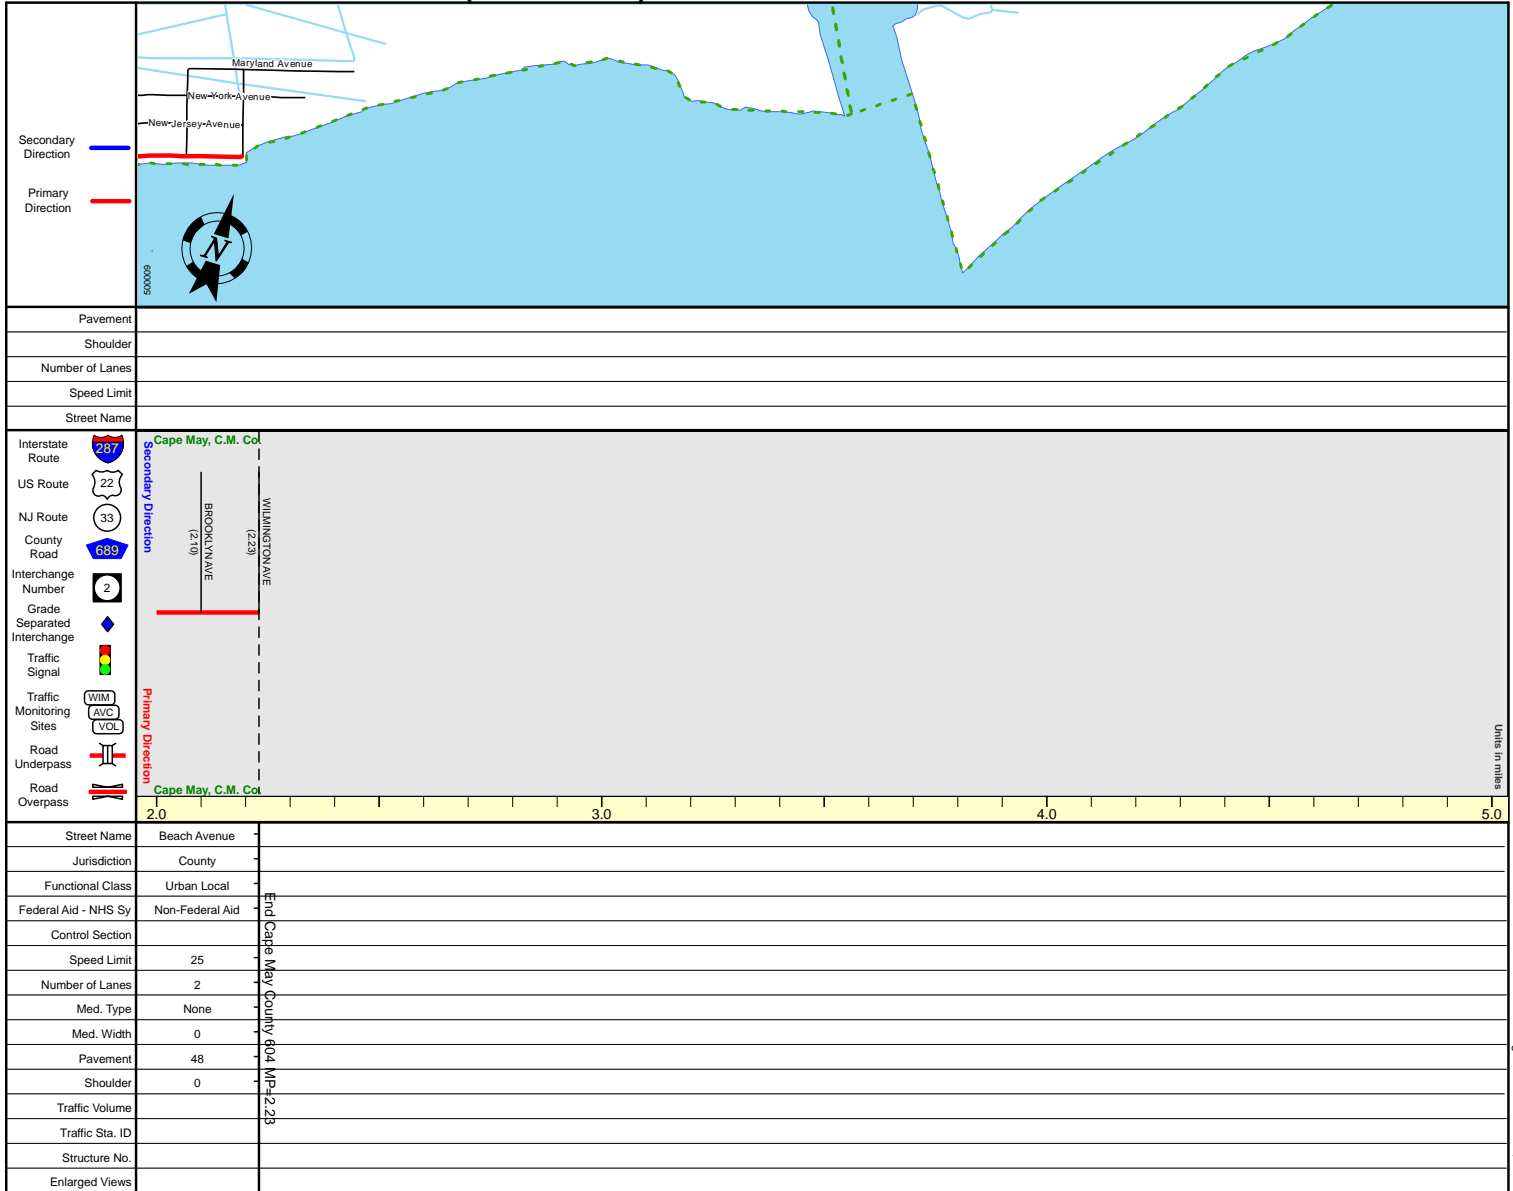 Maryland Avenue
New York Avenue
New Jersey Avenue
Secondary
Direction
Primary
Direction
N
600005
Pavement
Shoulder
Number of Lanes
Speed Limit
Street Name
Interstate
Route
287
US Route
22
NJ Route
33
County
Road
689
Interchange
Number
2
Grade
Separated
Interchange
Traffic
Signal
Traffic
Monitoring
Sites
WIM
AVC
VOL
Road
Underpass
Road
Overpass
Secondary Direction
Primary Direction
Cape May, C.M. Co.
BROOKLYN AVE
(2.10)
WILMINGTON AVE
(2.23)
Cape May, C.M. Co.
Units in miles
2.0 3.0 4.0 5.0
Street Name Beach Avenue
Jurisdiction County
Functional Class Urban Local
Federal Aid - NHS Sy Non-Federal Aid
Control Section
Speed Limit 25
Number of Lanes 2
Med. Type None
Med. Width 0
Pavement 48
Shoulder 0
Traffic Volume
Traffic Sta. ID
Structure No.
Enlarged Views
End Cape May County 604 MP=2.23